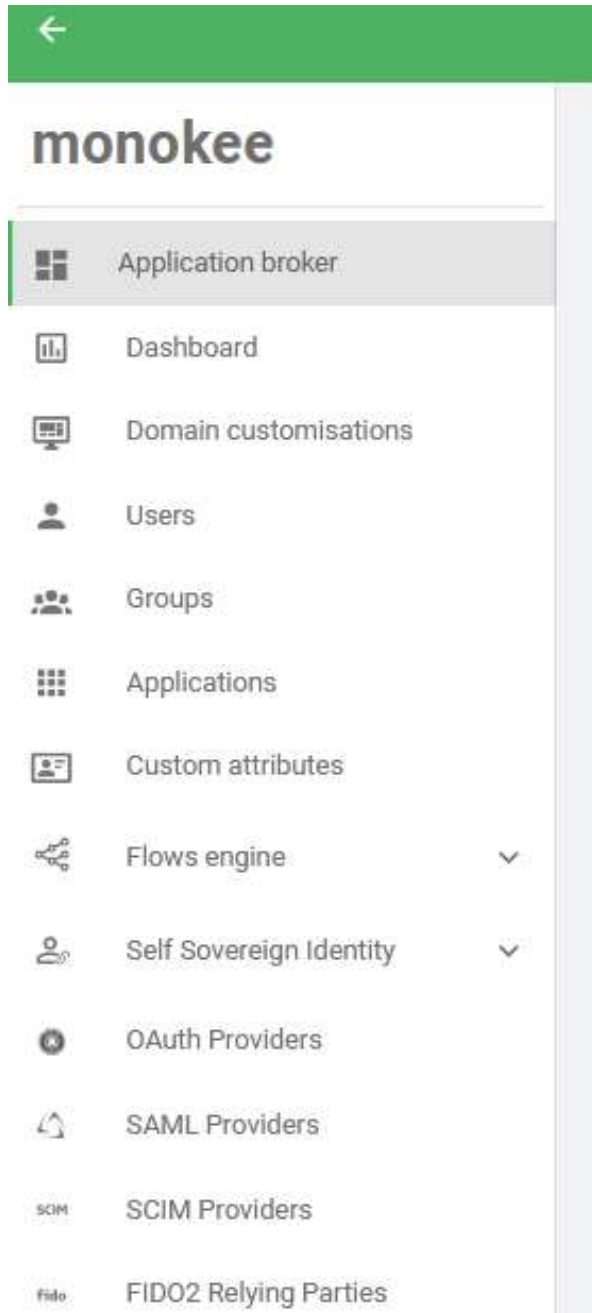 monokee
Application broker
Dashboard
Domain customisations
Users
Groups
Applications
Custom attributes
Flows engine
Self Sovereign Identity
OAuth Providers
SAML Providers
SCIM SCIM Providers
fido FIDO2 Relying Parties